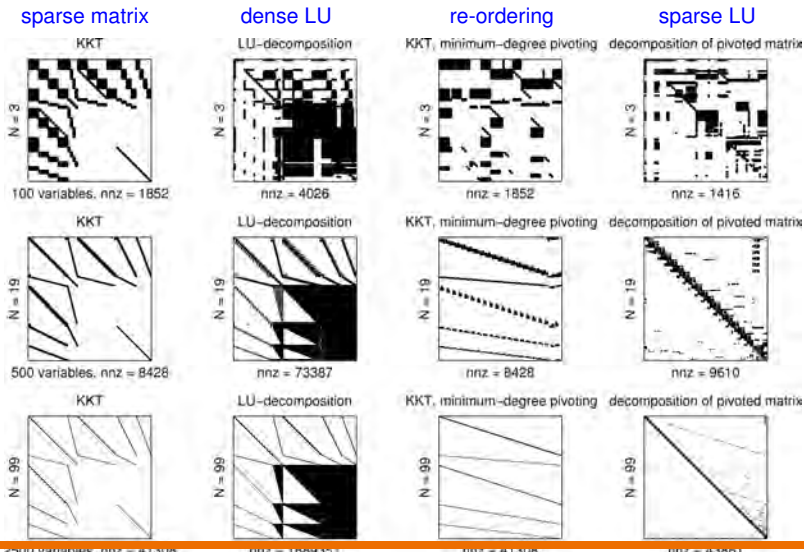 sparse matrix dense LU re-ordering sparse LU
KKT LU-decomposition KKT, minimum-degree pivoting decomposition of pivoted matrix
N = 3 N = 3 N = 3 N = 3
100 variables, nnz = 1852 nnz = 4026 nnz = 1852 nnz = 1416
KKT LU-decomposition KKT, minimum-degree pivoting decomposition of pivoted matrix
N = 19 N = 19 N = 19 N = 19
500 variables, nnz = 8428 nnz = 73387 nnz = 8428 nnz = 9610
KKT LU-decomposition KKT, minimum-degree pivoting decomposition of pivoted matrix
N = 99 N = 99 N = 99 N = 99